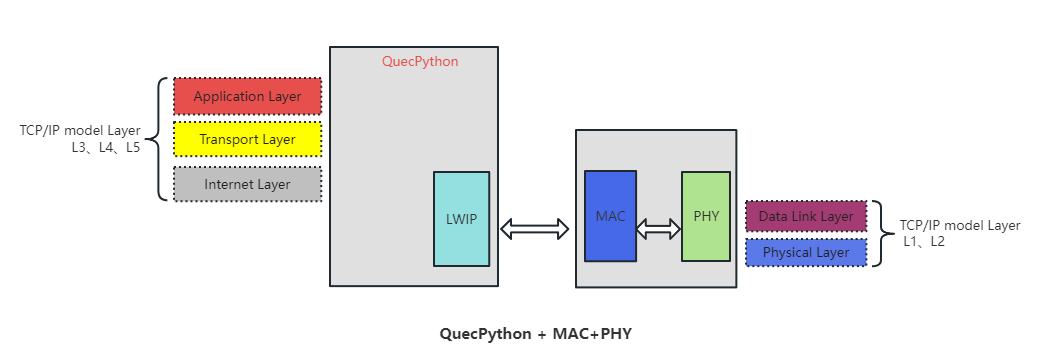 QuecPython
Application Layer
TCP/IP model Layer
L3、L4、L5
Transport Layer
Internet Layer
LWIP
MAC
PHY
Data Link Layer
Physical Layer
TCP/IP model Layer
L1、L2
QuecPython + MAC+PHY